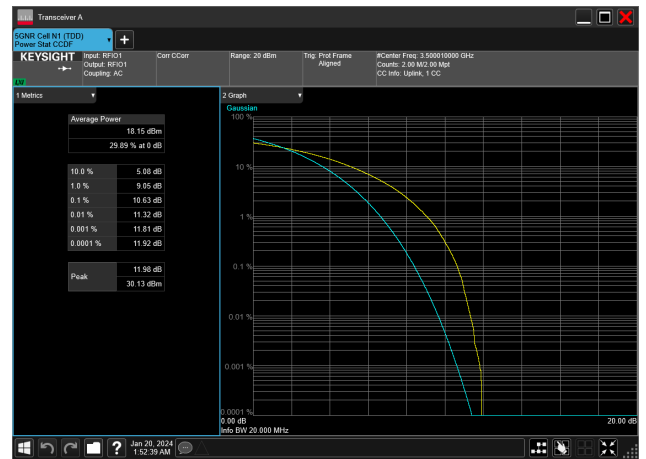 Transceiver A
5GNR Cell N1 (TDD)
Power Stat CCDF
KEYSIGHT
Input: RFIO1
Output: RFIO1
Coupling: AC
Corr CCorr
Range: 20 dBm
Trig: Prot Frame
Aligned
#Center Freq: 3.500010000 GHz
Counts: 2.00 M/2.00 Mpt
CC Info: Uplink, 1 CC
LXI
1 Metrics
2 Graph
Average Power
18.15 dBm
29.89 % at 0 dB
10.0 % 5.08 dB
1.0 % 9.05 dB
0.1 % 10.63 dB
0.01 % 11.32 dB
0.001 % 11.81 dB
0.0001 % 11.92 dB
Peak
11.98 dB
30.13 dBm
Gaussian
100 %
10 %
1 %
0.1 %
0.01 %
0.001 %
0.0001 %
0.00 dB
20.00 dB
Info BW 20.000 MHz
Jan 20, 2024
1:52:39 AM